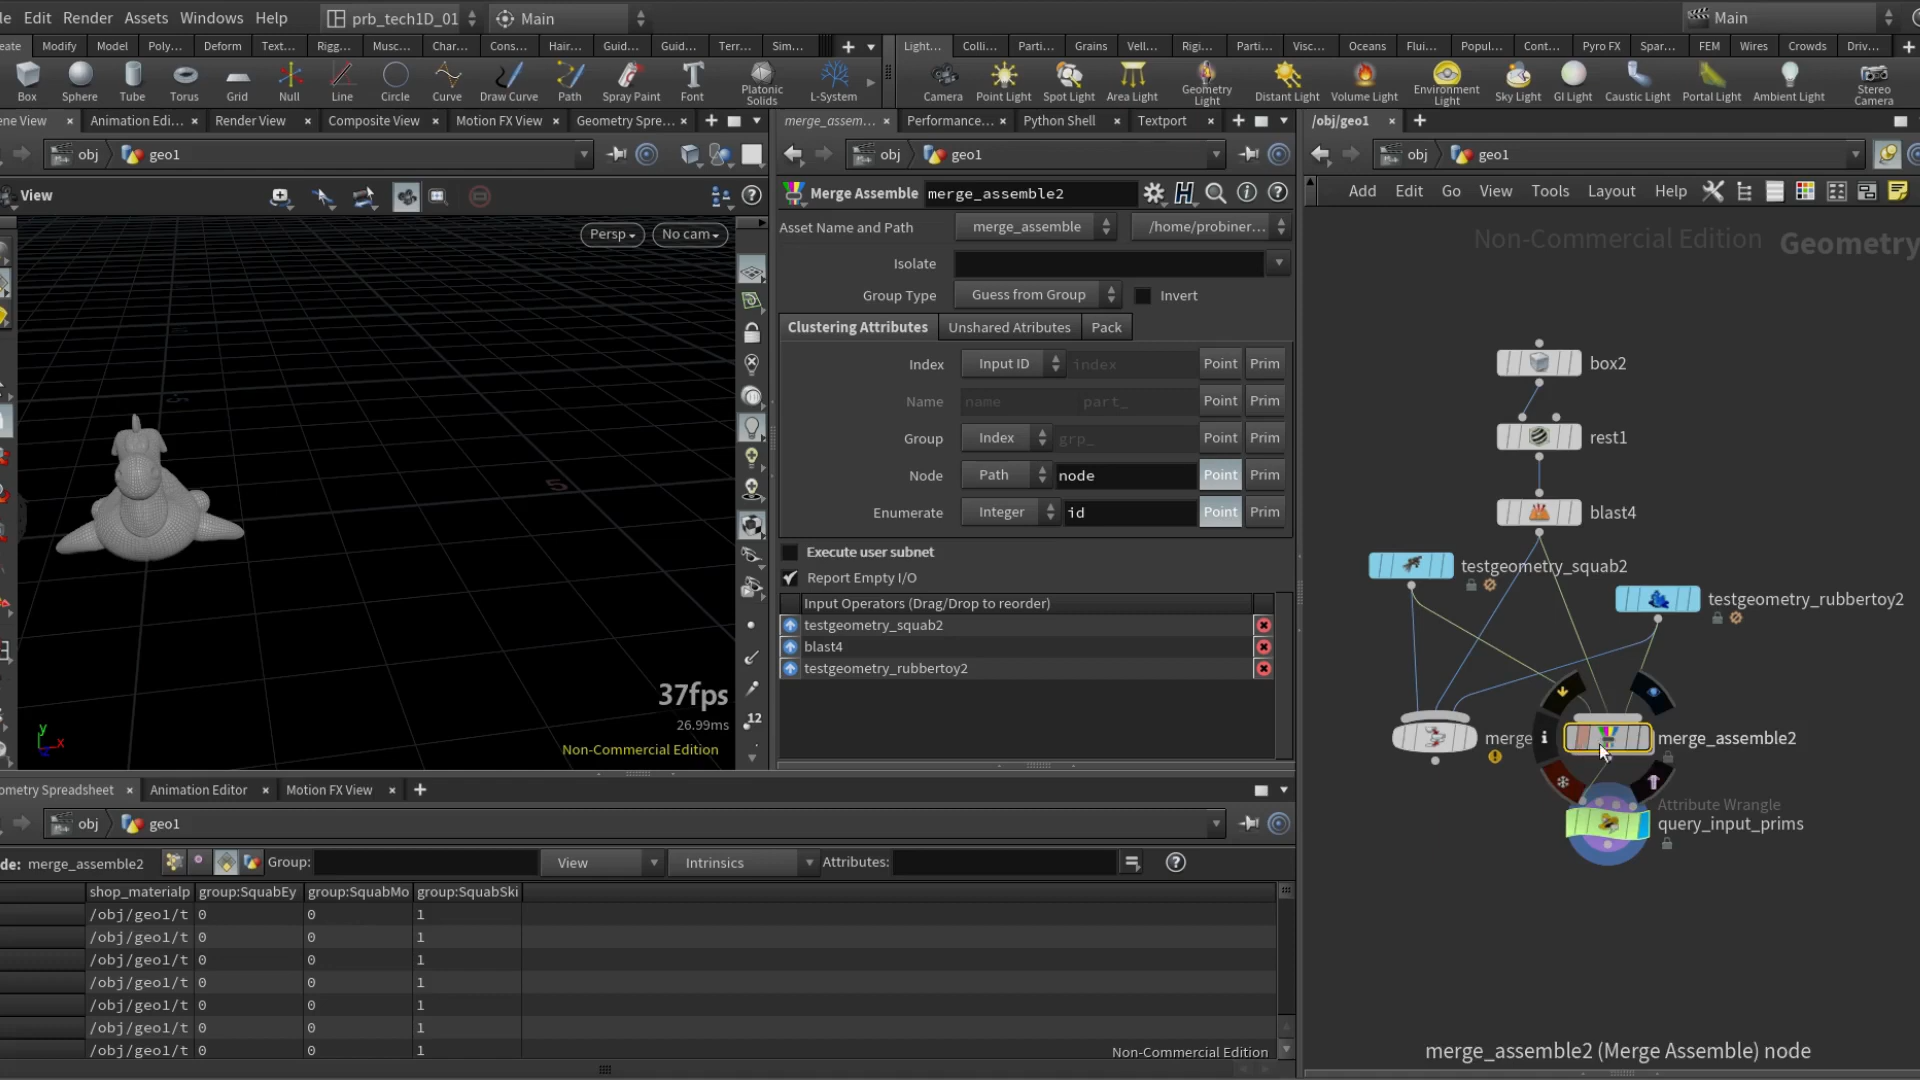 le Edit Render Assets Windows Help prb_tech1D_01 Main Main
eate Modify Model Poly... Deform Text... Rigg... Musc... Char... Cons... Hair... Guid... Guid... Terr... Sim... Light... Colli... Parti... Grains Vell... Rigi... Parti... Visc... Oceans Flui... Popul... Cont... Pyro FX Spar... FEM Wires Crowds Driv...
Box Sphere Tube Torus Grid Null Line Circle Curve Draw Curve Path Spray Paint Font Platonic Solids L-System Camera Point Light Spot Light Area Light Geometry Light Distant Light Volume Light Environment Light Sky Light GI Light Caustic Light Portal Light Ambient Light Stereo Camera
ene View Animation Edi... Render View Composite View Motion FX View Geometry Spre...
obj geo1
View
Persp No cam
5
37fps
26.99ms
Non-Commercial Edition
y
x
z
12
merge_assem... Performance... Python Shell Textport
obj geo1
Merge Assemble merge_assemble2
Asset Name and Path merge_assemble /home/probiner...
Isolate
Group Type Guess from Group Invert
Clustering Attributes Unshared Atributes Pack
Index Input ID index Point Prim
Name name part_ Point Prim
Group Index grp_ Point Prim
Node Path node Point Prim
Enumerate Integer id Point Prim
Execute user subnet
Report Empty I/O
Input Operators (Drag/Drop to reorder)
testgeometry_squab2
blast4
testgeometry_rubbertoy2
/obj/geo1
obj geo1
Add Edit Go View Tools Layout Help
Non-Commercial Edition Geometry
box2
rest1
blast4
testgeometry_squab2
testgeometry_rubbertoy2
merge
merge_assemble2
Attribute Wrangle
query_input_prims
merge_assemble2 (Merge Assemble) node
ometry Spreadsheet Animation Editor Motion FX View
obj geo1
de: merge_assemble2 Group: View Intrinsics Attributes:
shop_materialp group:SquabEy group:SquabMo group:SquabSki
/obj/geo1/t 0 0 1
/obj/geo1/t 0 0 1
/obj/geo1/t 0 0 1
/obj/geo1/t 0 0 1
/obj/geo1/t 0 0 1
/obj/geo1/t 0 0 1
/obj/geo1/t 0 0 1
Non-Commercial Edition